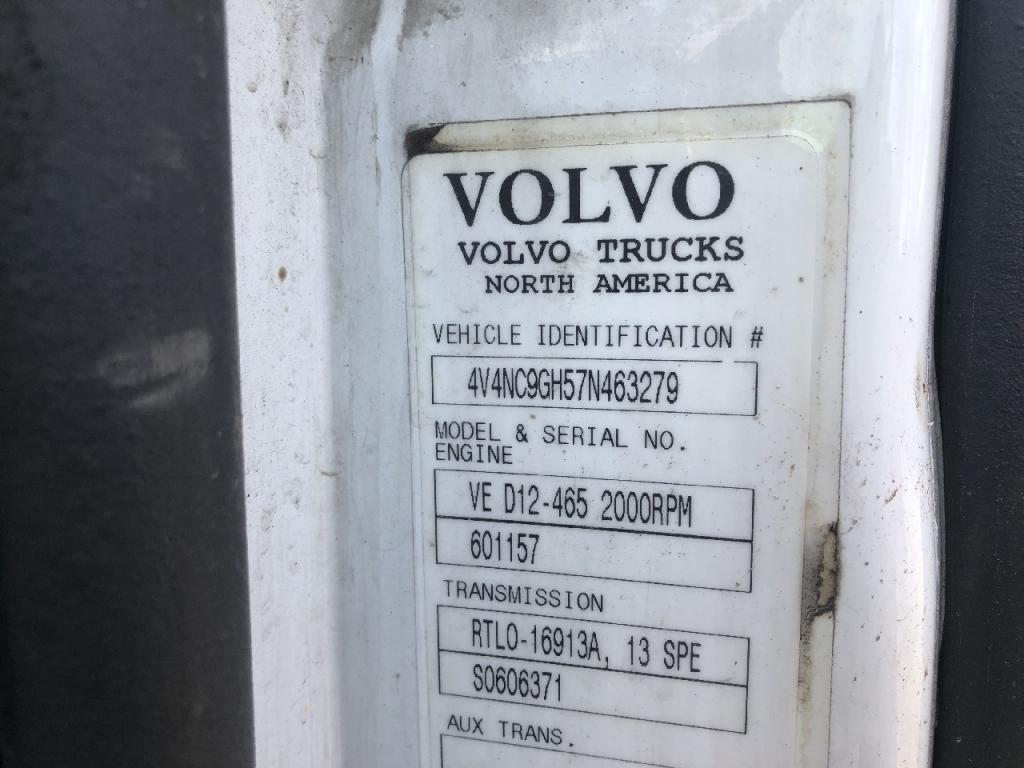 VOLVO
VOLVO TRUCKS
NORTH AMERICA
VEHICLE IDENTIFICATION #
4V4NC9GH57N463279
MODEL & SERIAL NO.
ENGINE
VE D12-465 2000RPM
601157
TRANSMISSION
RTLO-16913A, 13 SPE
S0606371
AUX TRANS.